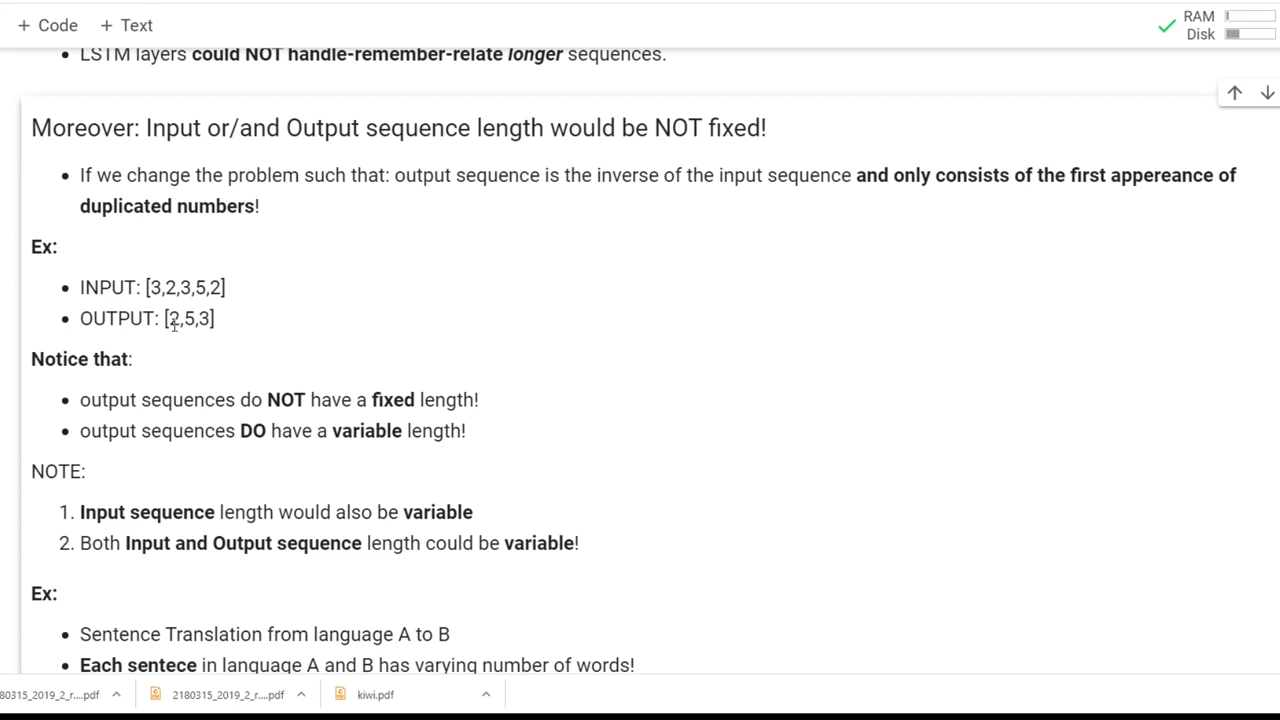 + Code + Text
RAM
Disk
LSTM layers could NOT handle-remember-relate longer sequences.
Moreover: Input or/and Output sequence length would be NOT fixed!
If we change the problem such that: output sequence is the inverse of the input sequence and only consists of the first appereance of
duplicated numbers!
Ex:
INPUT: [3,2,3,5,2]
OUTPUT: [2,5,3]
Notice that:
output sequences do NOT have a fixed length!
output sequences DO have a variable length!
NOTE:
1. Input sequence length would also be variable
2. Both Input and Output sequence length could be variable!
Ex:
Sentence Translation from language A to B
Each sentece in language A and B has varying number of words!
80315_2019_2_r....pdf 2180315_2019_2_r....pdf kiwi.pdf